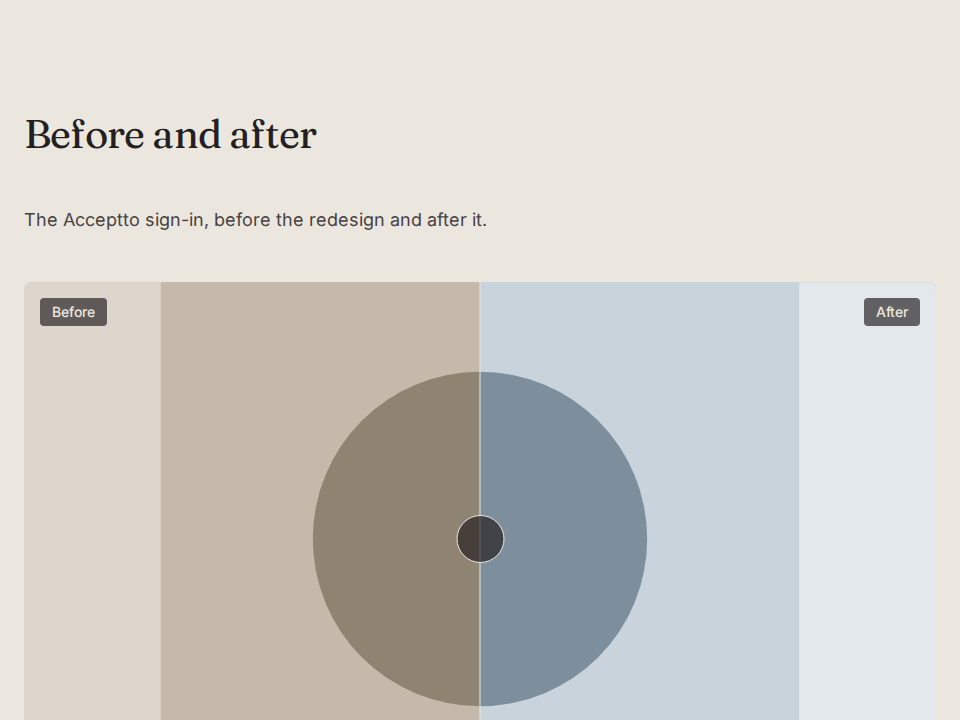 Before and after
The Acceptto sign-in, before the redesign and after it.
Before
After